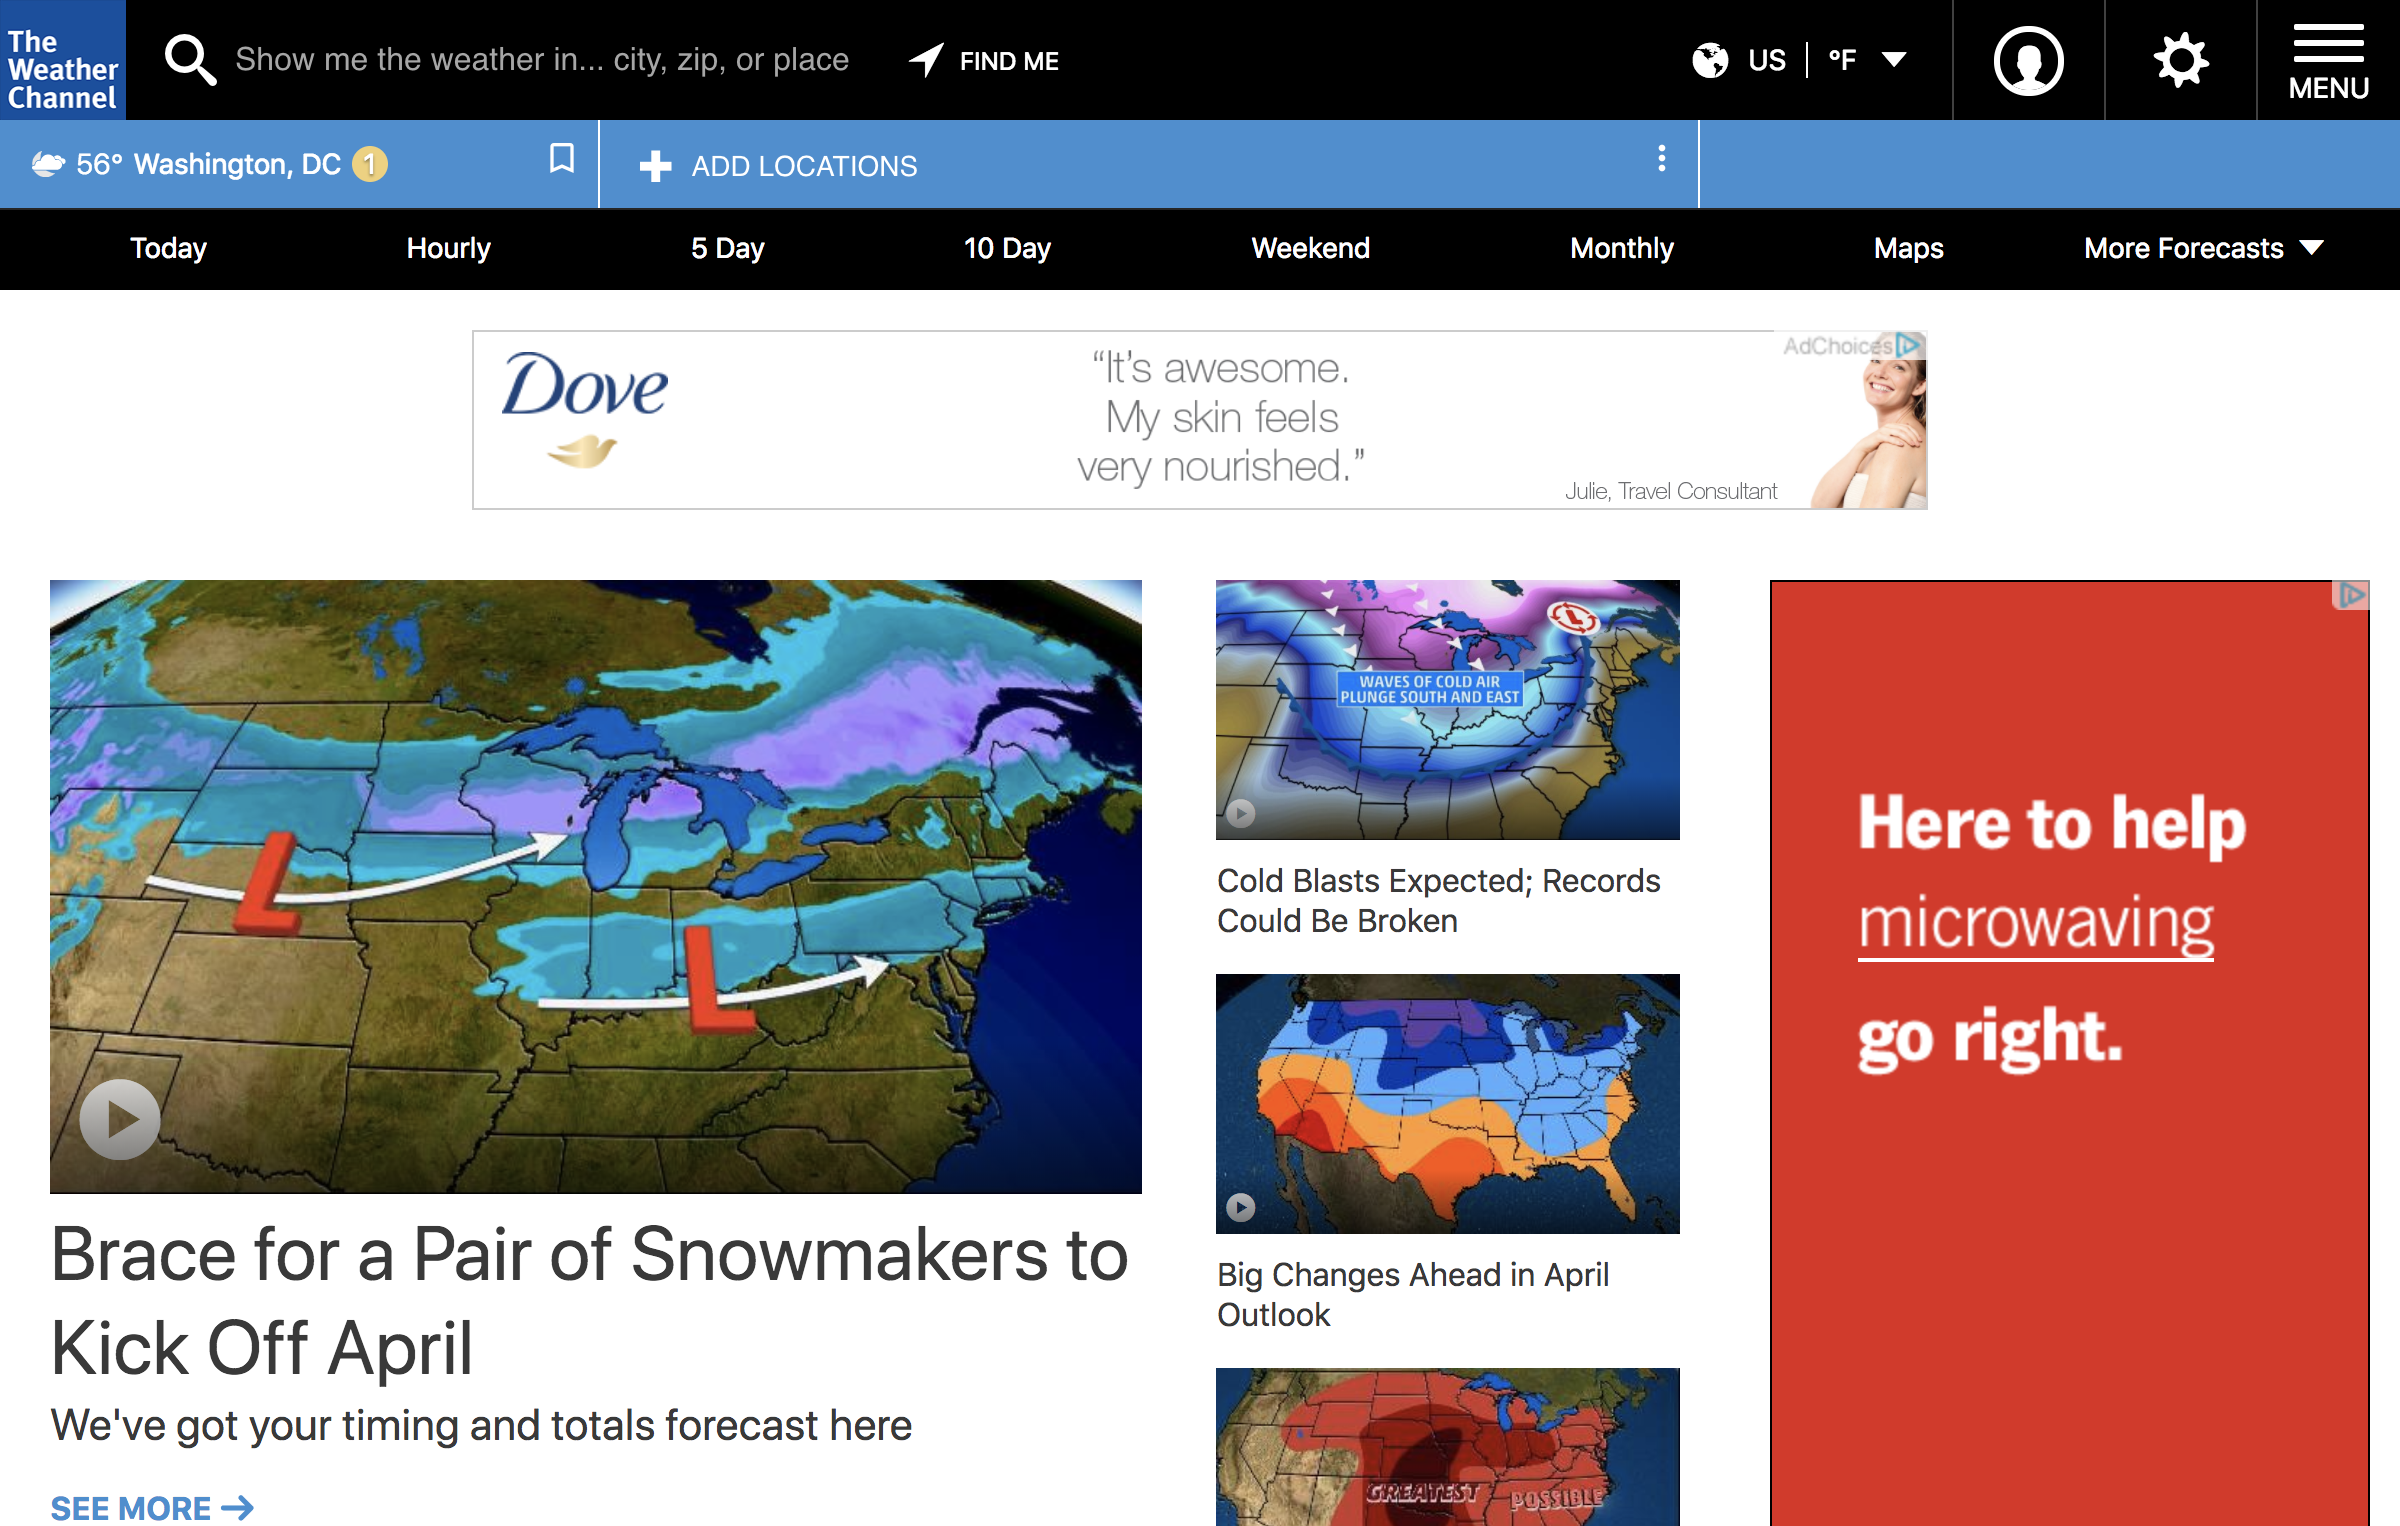 The
Weather
Channel
Show me the weather in... city, zip, or place
FIND ME
US
°F
MENU
56° Washington, DC 1
ADD LOCATIONS
Today
Hourly
5 Day
10 Day
Weekend
Monthly
Maps
More Forecasts
Dove
“It’s awesome.
My skin feels
very nourished.”
Julie, Travel Consultant
AdChoices
L
L
Brace for a Pair of Snowmakers to
Kick Off April
We've got your timing and totals forecast here
SEE MORE
L
WAVES OF COLD AIR
PLUNGE SOUTH AND EAST
Cold Blasts Expected; Records
Could Be Broken
Big Changes Ahead in April
Outlook
GREATEST
POSSIBLE
Here to help
microwaving
go right.